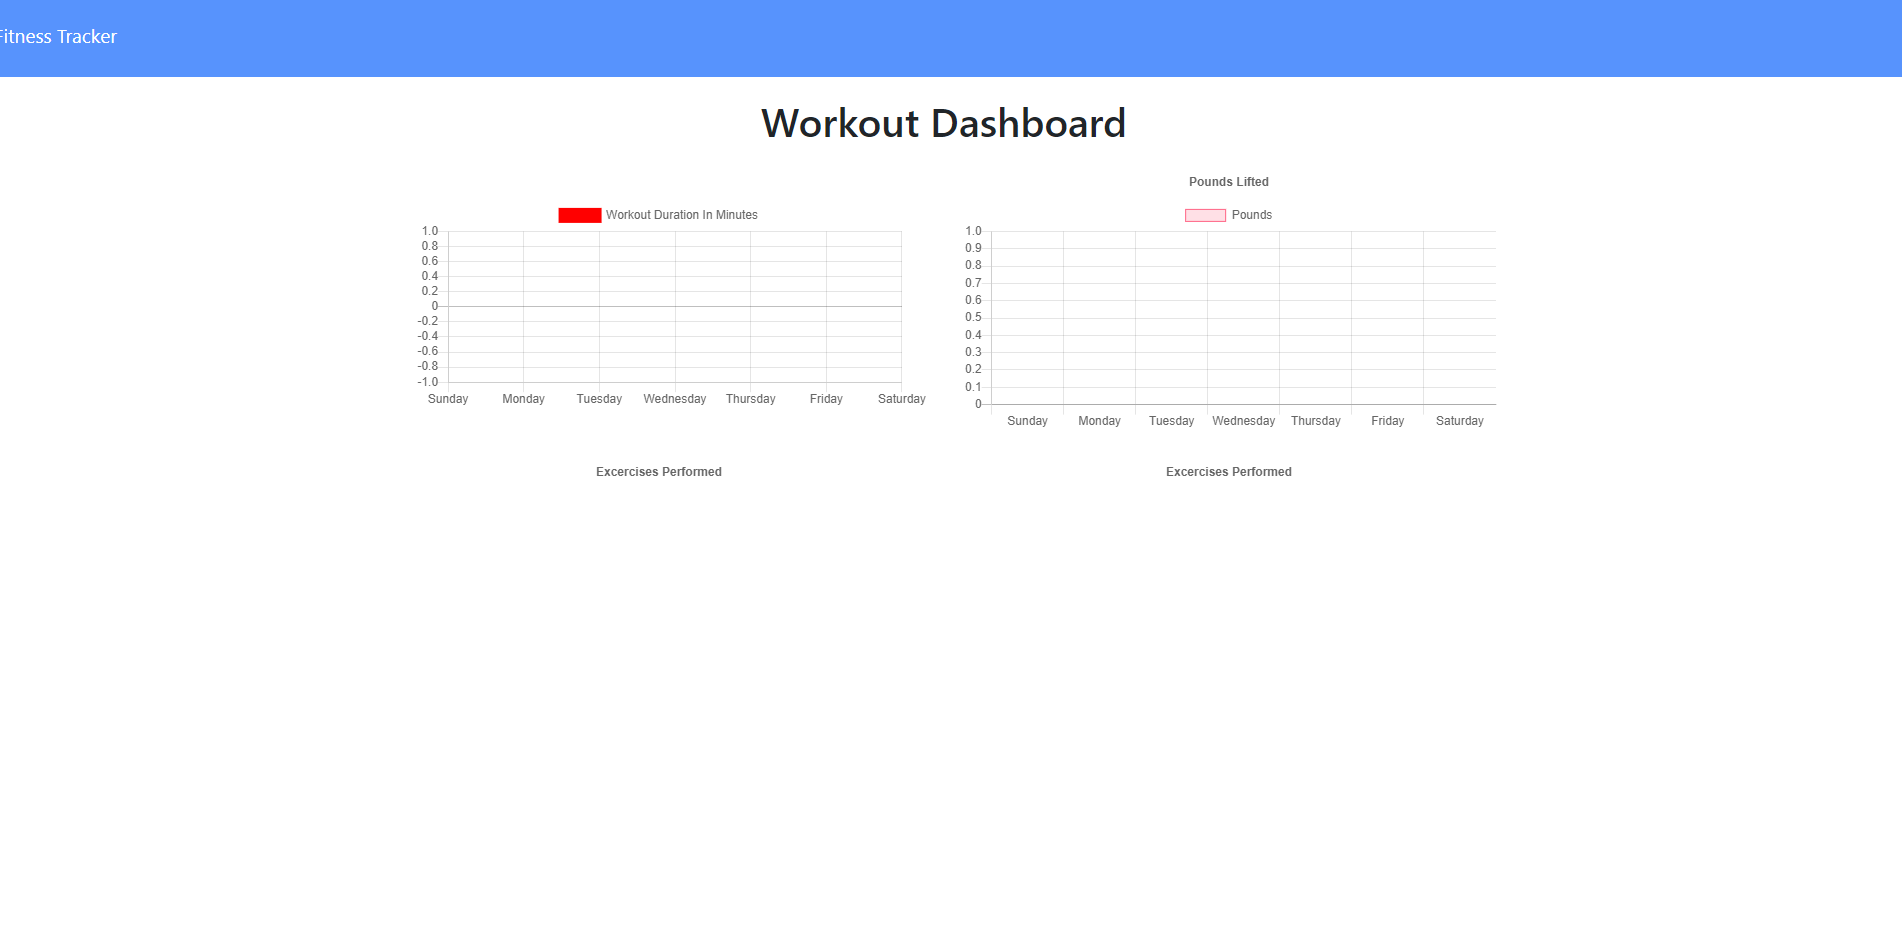 Fitness Tracker
Workout Dashboard
Workout Duration In Minutes
1.0
0.8
0.6
0.4
0.2
0
-0.2
-0.4
-0.6
-0.8
-1.0
Sunday Monday Tuesday Wednesday Thursday Friday Saturday
Pounds Lifted
Pounds
1.0
0.9
0.8
0.7
0.6
0.5
0.4
0.3
0.2
0.1
0
Sunday Monday Tuesday Wednesday Thursday Friday Saturday
Excercises Performed
Excercises Performed